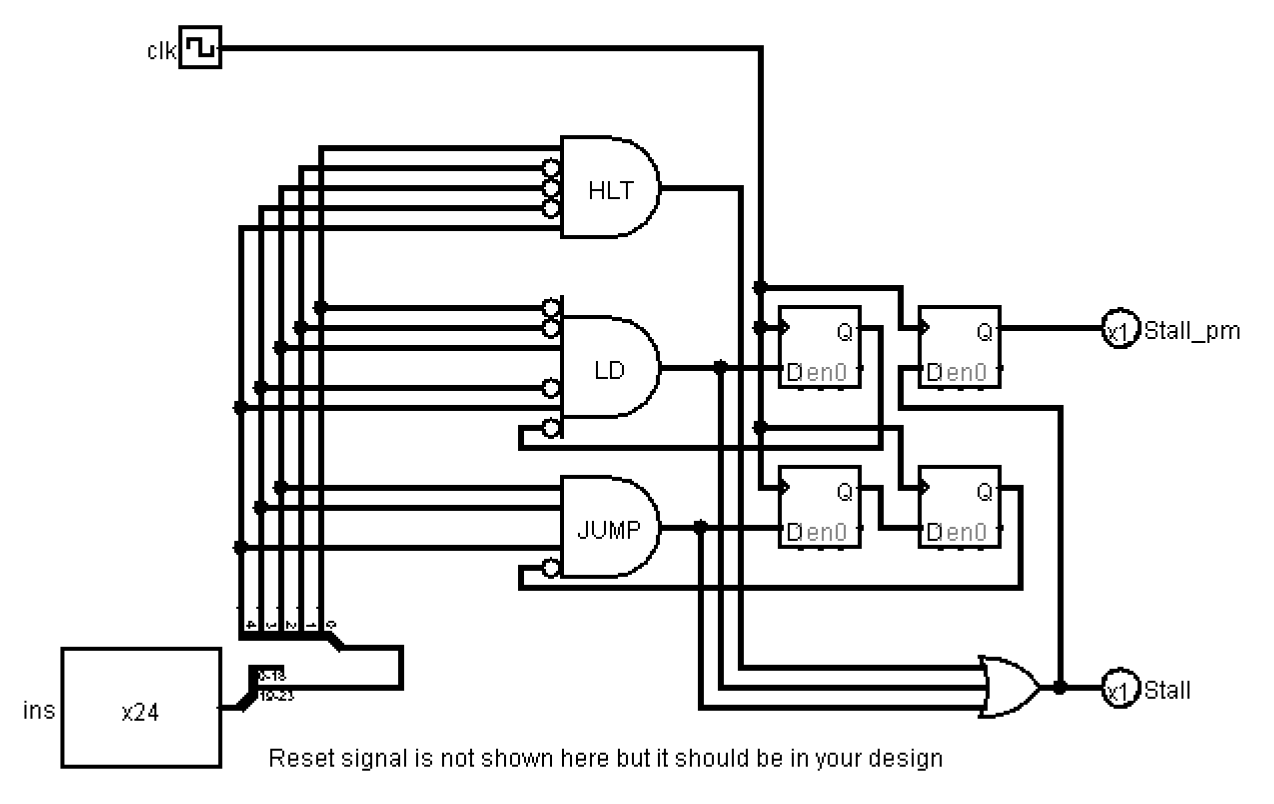 clk
HLT
Q
Q
Stall_pm
x1
D en0
D en0
LD
Q
Q
JUMP
D en0
D en0
4 3 2 1 0
0-18
19-23
x1
Stall
ins
x24
Reset signal is not shown here but it should be in your design